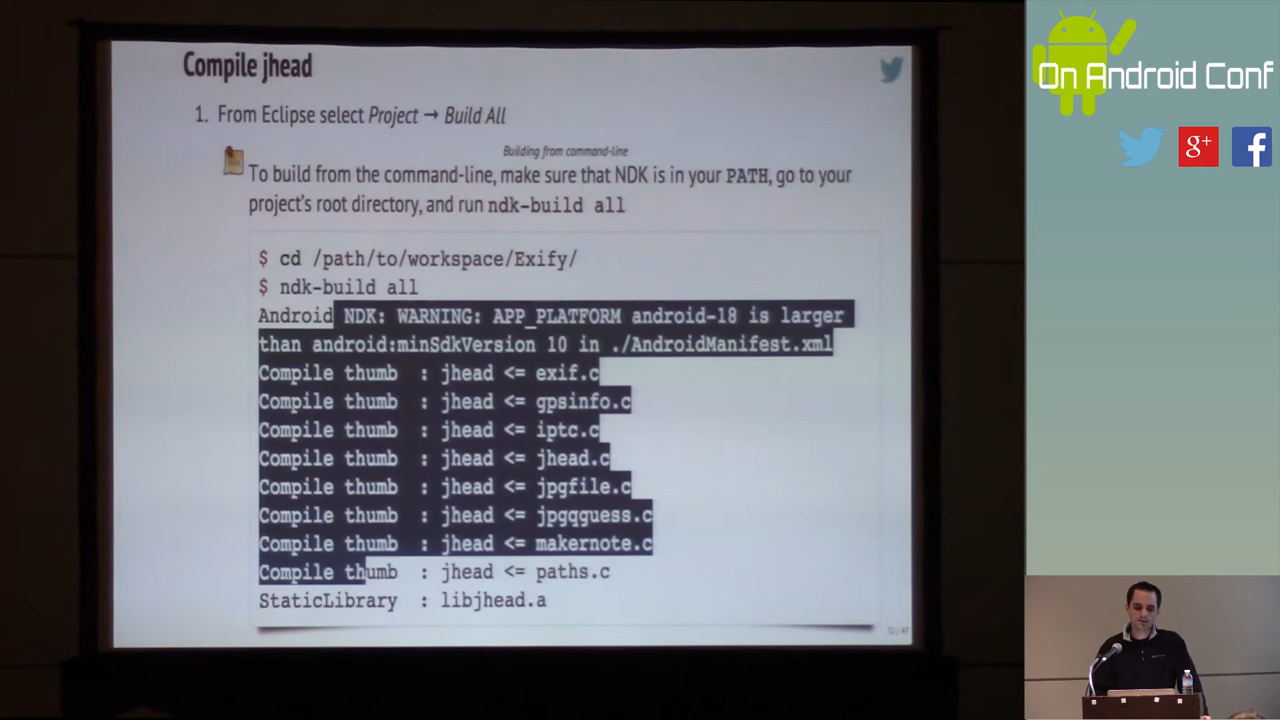 Compile jhead
1. From Eclipse select Project → Build All
Building from command-line
To build from the command-line, make sure that NDK is in your PATH, go to your
project's root directory, and run ndk-build all
$ cd /path/to/workspace/Exify/
$ ndk-build all
Android NDK: WARNING: APP_PLATFORM android-18 is larger
than android:minSdkVersion 10 in ./AndroidManifest.xml
Compile thumb : jhead <= exif.c
Compile thumb : jhead <= gpsinfo.c
Compile thumb : jhead <= iptc.c
Compile thumb : jhead <= jhead.c
Compile thumb : jhead <= jpgfile.c
Compile thumb : jhead <= jpgqguess.c
Compile thumb : jhead <= makernote.c
Compile thumb : jhead <= paths.c
StaticLibrary : libjhead.a
On Android Conf
g+
f